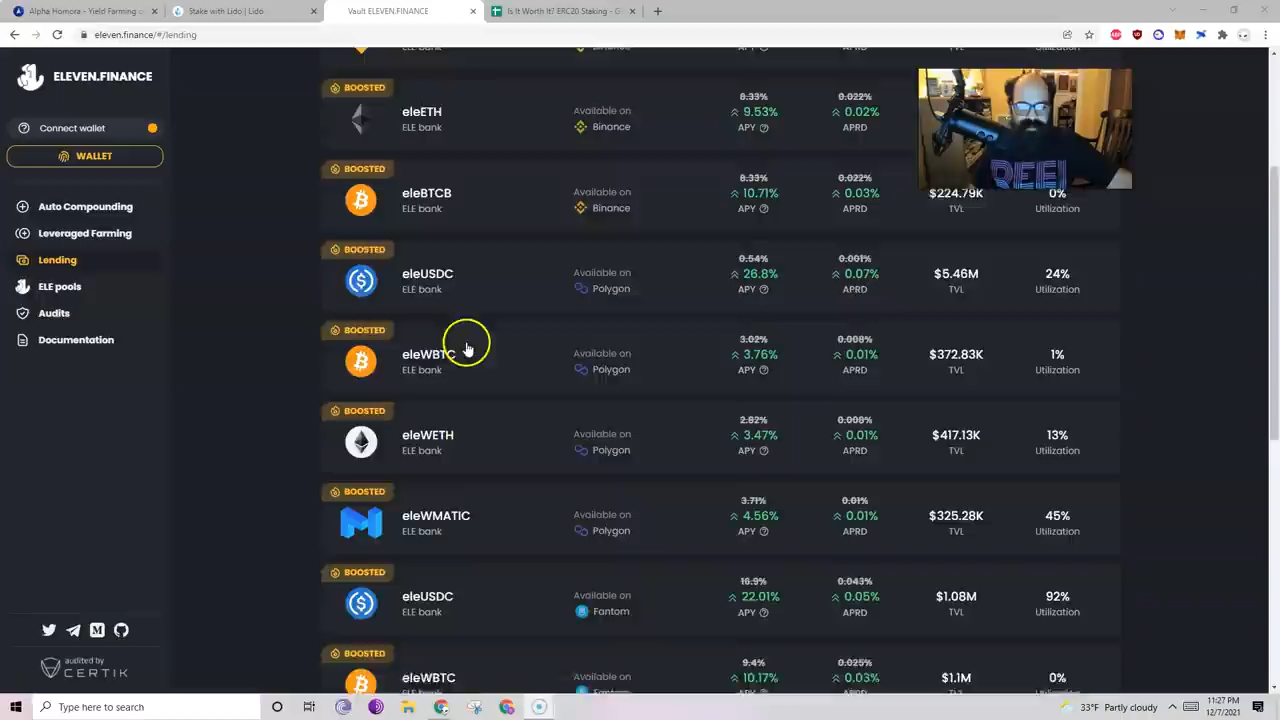 Alpha Homora - Yield Farming
Stake with Lido | Lido
Vault ELEVEN.FINANCE
Is It Worth It? ERC20 Staking - G
eleven.finance/#/lending
ELEVEN.FINANCE
Connect wallet
WALLET
Auto Compounding
Leveraged Farming
Lending
ELE pools
Audits
Documentation
audited by
CERTIK
BOOSTED
eleETH
ELE bank
Available on
Binance
8.33%
9.53%
APY
0.022%
0.02%
APRD
BOOSTED
eleBTCB
ELE bank
Available on
Binance
8.33%
10.71%
APY
0.022%
0.03%
APRD
$224.79K
TVL
0%
Utilization
BOOSTED
eleUSDC
ELE bank
Available on
Polygon
0.54%
26.8%
APY
0.001%
0.07%
APRD
$5.46M
TVL
24%
Utilization
BOOSTED
eleWBTC
ELE bank
Available on
Polygon
3.02%
3.76%
APY
0.008%
0.01%
APRD
$372.83K
TVL
1%
Utilization
BOOSTED
eleWETH
ELE bank
Available on
Polygon
2.82%
3.47%
APY
0.008%
0.01%
APRD
$417.13K
TVL
13%
Utilization
BOOSTED
eleWMATIC
ELE bank
Available on
Polygon
3.71%
4.56%
APY
0.01%
0.01%
APRD
$325.28K
TVL
45%
Utilization
BOOSTED
eleUSDC
ELE bank
Available on
Fantom
16.9%
22.01%
APY
0.043%
0.05%
APRD
$1.08M
TVL
92%
Utilization
BOOSTED
eleWBTC
Available on
9.4%
10.17%
0.025%
0.03%
$1.1M
0%
Type here to search
33°F Partly cloudy
11:27 PM
12/7/2021